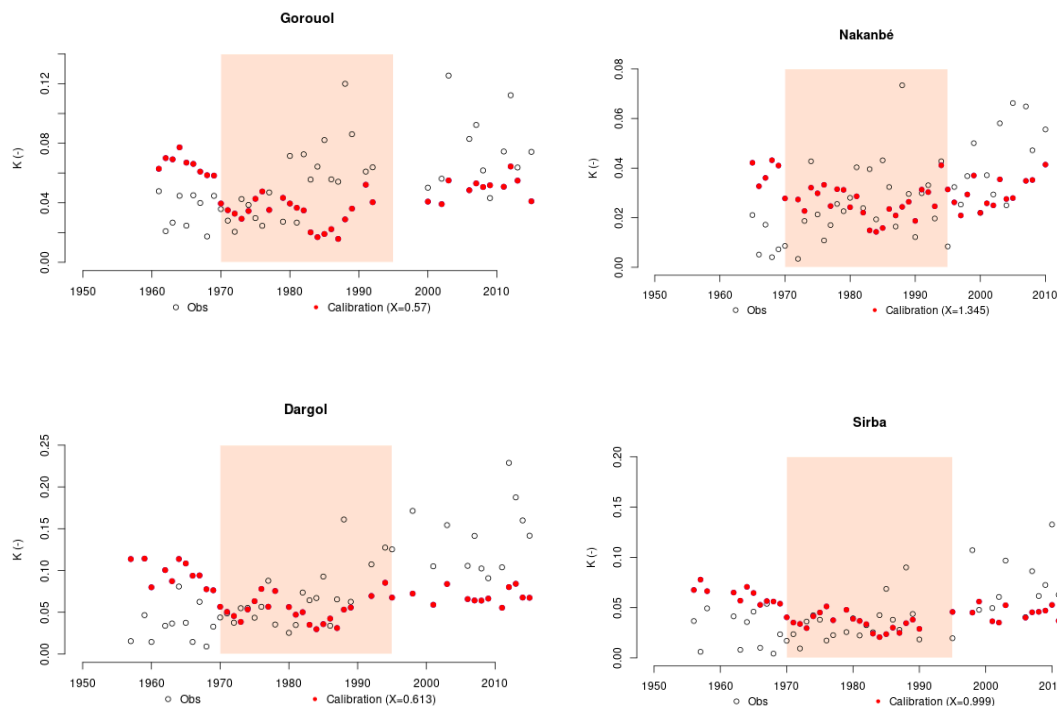 Gorouol
K (-)
0.00 0.04 0.08 0.12
1950 1960 1970 1980 1990 2000 2010
Obs Calibration (X=0.57)
Nakanbé
K (-)
0.00 0.02 0.04 0.06 0.08
1950 1960 1970 1980 1990 2000 2010
Obs Calibration (X=1.345)
Dargol
K (-)
0.00 0.05 0.10 0.15 0.20 0.25
1950 1960 1970 1980 1990 2000 2010
Obs Calibration (X=0.613)
Sirba
K (-)
0.00 0.05 0.10 0.15 0.20
1950 1960 1970 1980 1990 2000 2010
Obs Calibration (X=0.999)